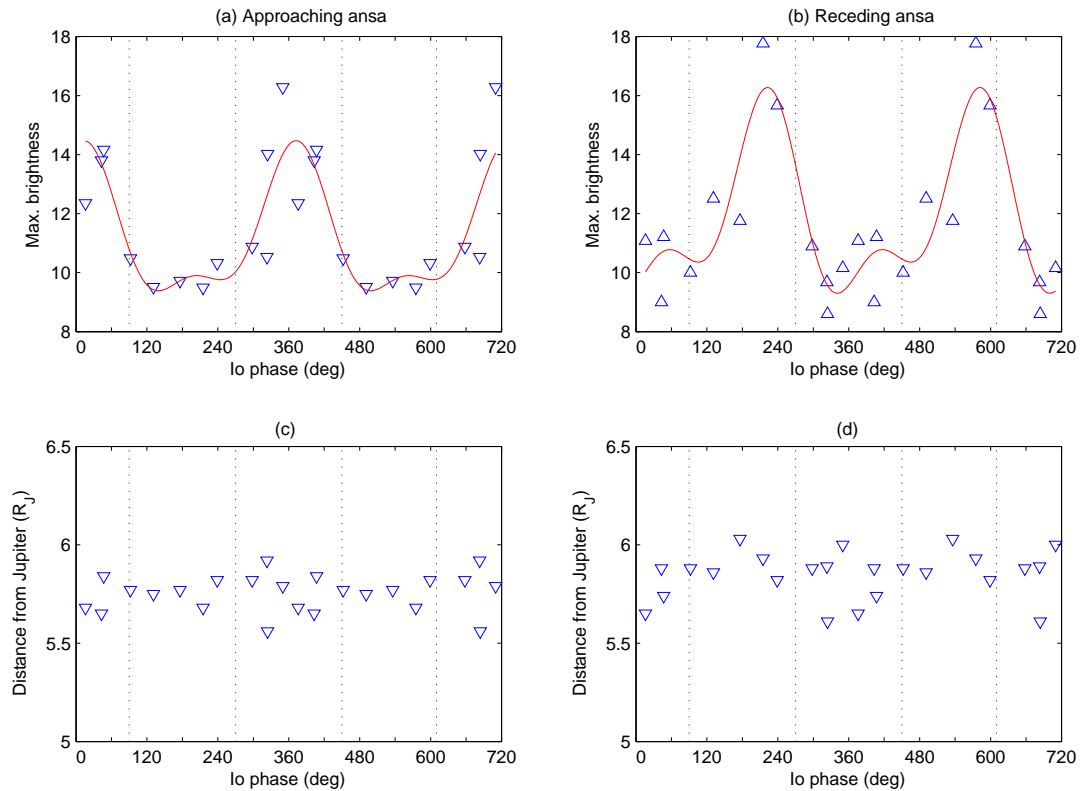 (a) Approaching ansa
18
16
14
12
10
8
Max. brightness
0 120 240 360 480 600 720
Io phase (deg)
(b) Receding ansa
18
16
14
12
10
8
Max. brightness
0 120 240 360 480 600 720
Io phase (deg)
(c)
6.5
6
5.5
5
Distance from Jupiter (R_J)
0 120 240 360 480 600 720
Io phase (deg)
(d)
6.5
6
5.5
5
Distance from Jupiter (R_J)
0 120 240 360 480 600 720
Io phase (deg)